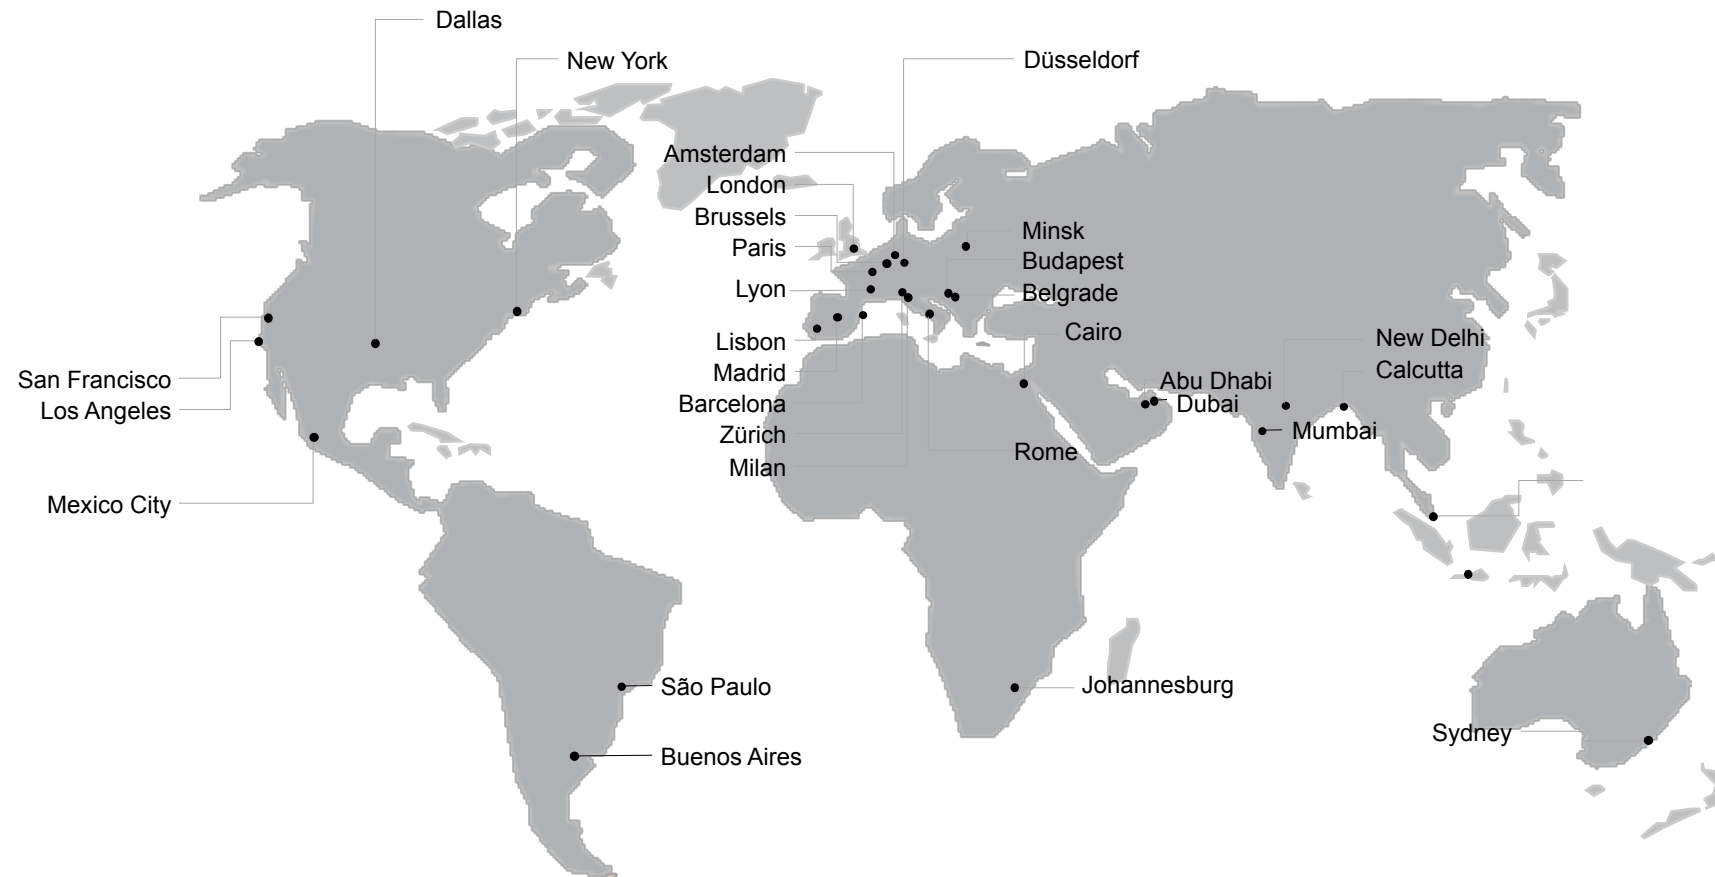 Dallas
New York
Düsseldorf
Amsterdam
London
Brussels
Paris
Lyon
Lisbon
Madrid
Barcelona
Zürich
Milan
Minsk
Budapest
Belgrade
Cairo
Rome
New Delhi
Calcutta
Abu Dhabi
Dubai
Mumbai
San Francisco
Los Angeles
Mexico City
São Paulo
Buenos Aires
Johannesburg
Sydney